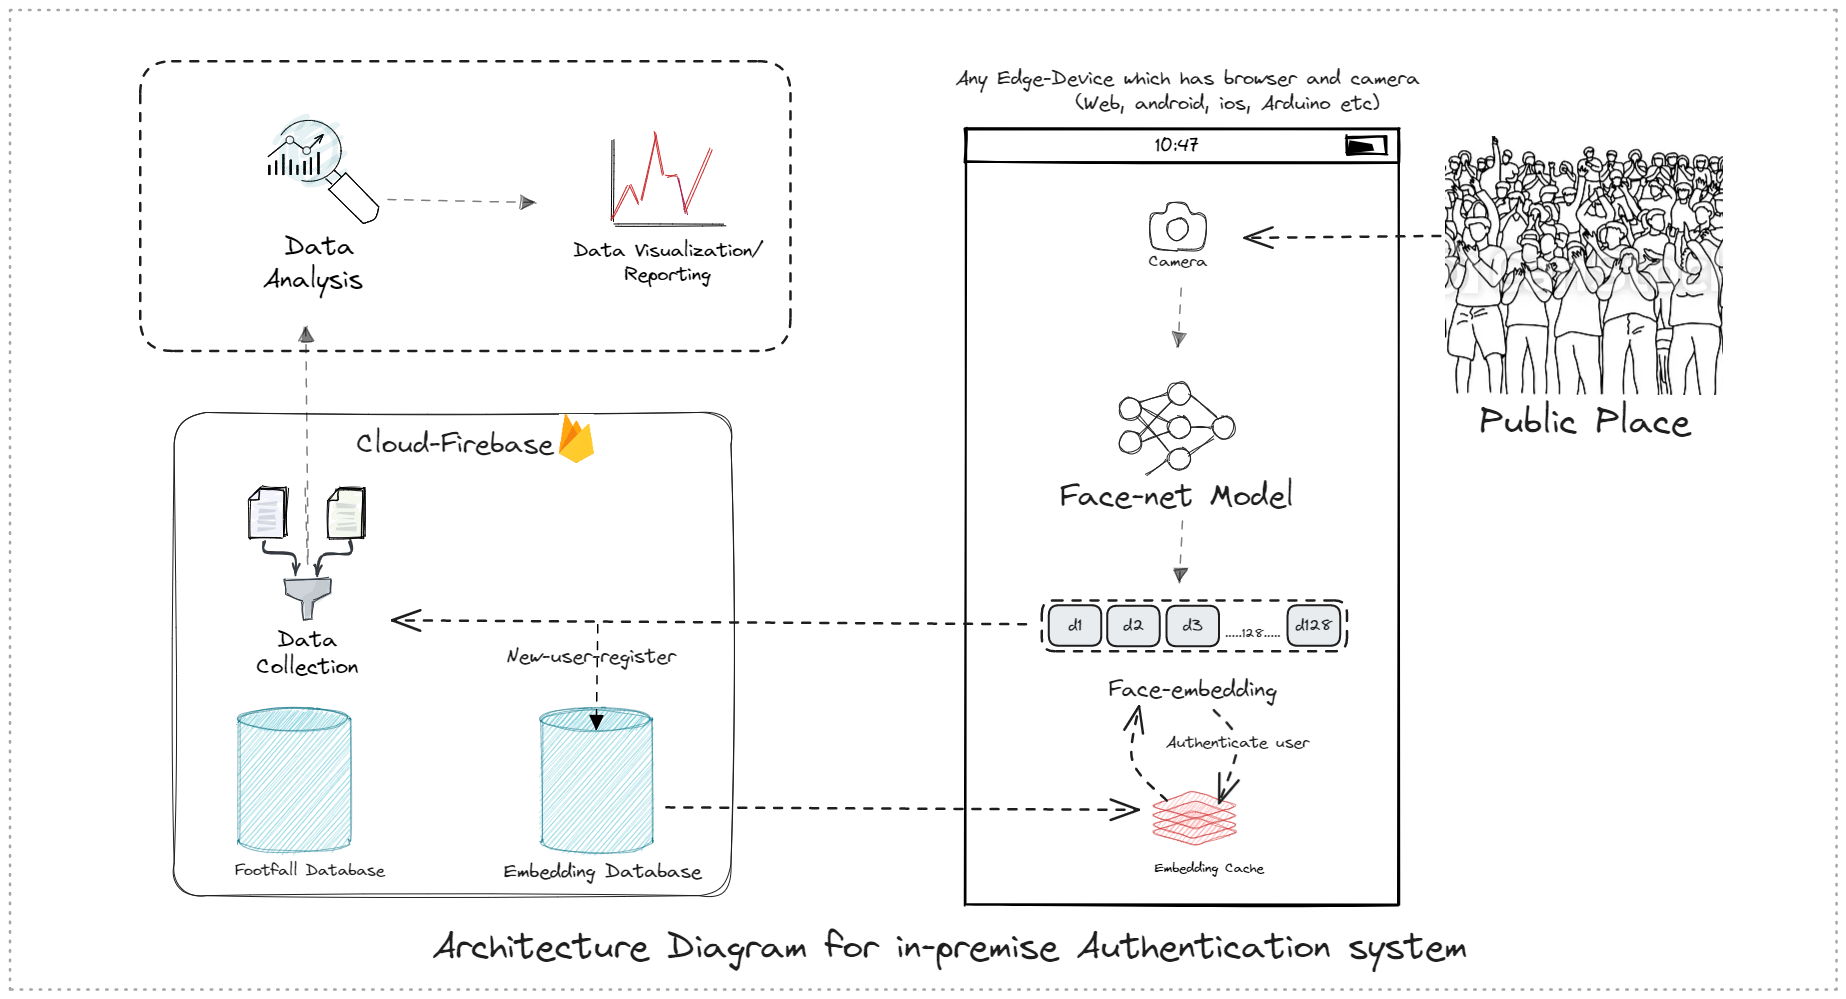 Any Edge-Device which has browser and camera
(Web, android, ios, Arduino etc)
10:47
Data
Analysis
Data Visualization/
Reporting
Camera
Public Place
Cloud-Firebase
Face-net Model
d1
d2
d3
.....128.....
d128
Data
Collection
New-user-register
Face-embedding
Authenticate user
Footfall Database
Embedding Database
Embedding Cache
Architecture Diagram for in-premise Authentication system